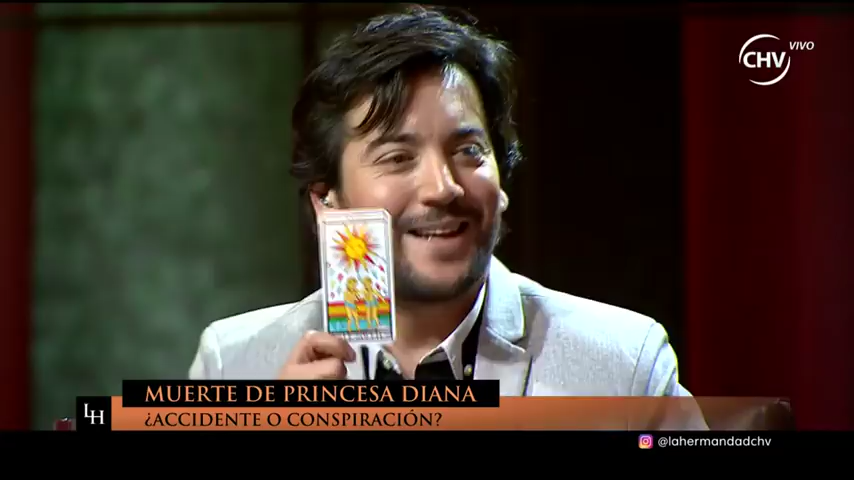 CHV VIVO
MUERTE DE PRINCESA DIANA
LH
¿ACCIDENTE O CONSPIRACIÓN?
@lahermandadchv